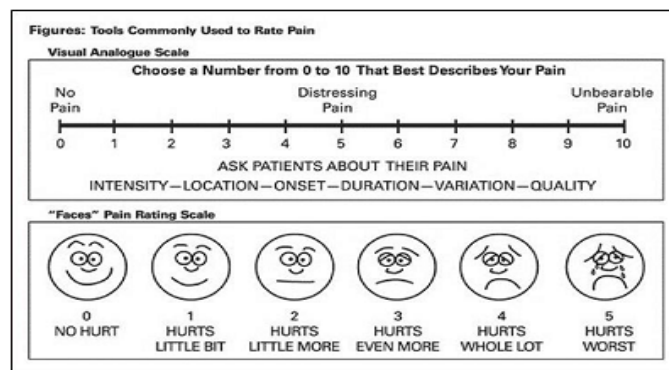 Figures: Tools Commonly Used to Rate Pain
Visual Analogue Scale
Choose a Number from 0 to 10 That Best Describes Your Pain
No Distressing Unbearable
Pain Pain Pain
0 1 2 3 4 5 6 7 8 9 10
ASK PATIENTS ABOUT THEIR PAIN
INTENSITY—LOCATION—ONSET—DURATION—VARIATION—QUALITY
"Faces" Pain Rating Scale
0 1 2 3 4 5
NO HURT HURTS HURTS HURTS HURTS HURTS
LITTLE BIT LITTLE MORE EVEN MORE WHOLE LOT WORST